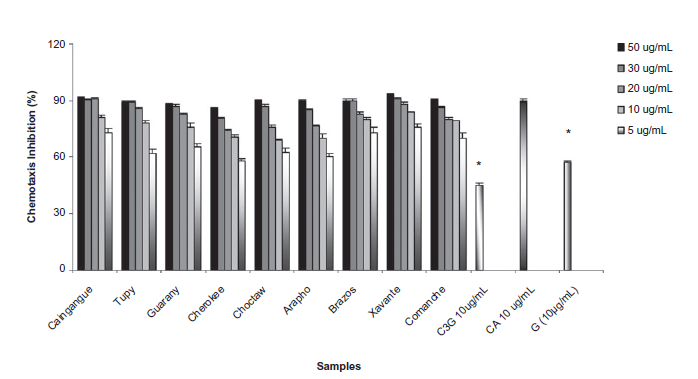 120
90
60
30
0
Chemotaxis Inhibition (%)
50 ug/mL
30 ug/mL
20 ug/mL
10 ug/mL
5 ug/mL
*
*
Caingangue
Tupy
Guarany
Cherokee
Choctaw
Arapho
Brazos
Xavante
Comanche
C3G 10ug/mL
CA 10 ug/mL
G (10µg/mL)
Samples